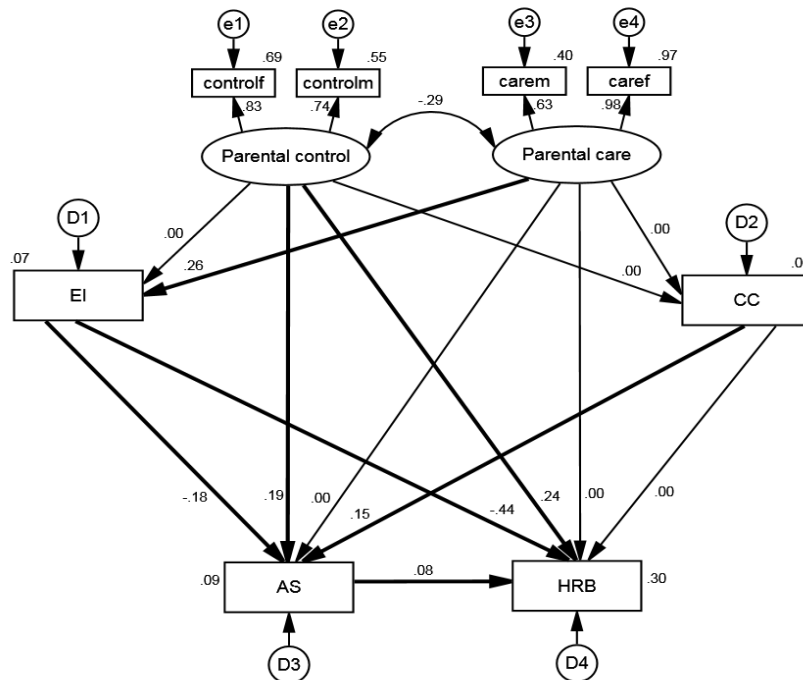 e1
e2
e3
e4
.69
.55
.40
.97
controlf
controlm
carem
caref
.83
.74
.63
.98
-.29
Parental control
Parental care
D1
D2
.00
.00
.07
.26
.00
EI
CC
-.18
.19
.00
.15
-.44
.24
.00
.00
.09
AS
.08
HRB
.30
D3
D4